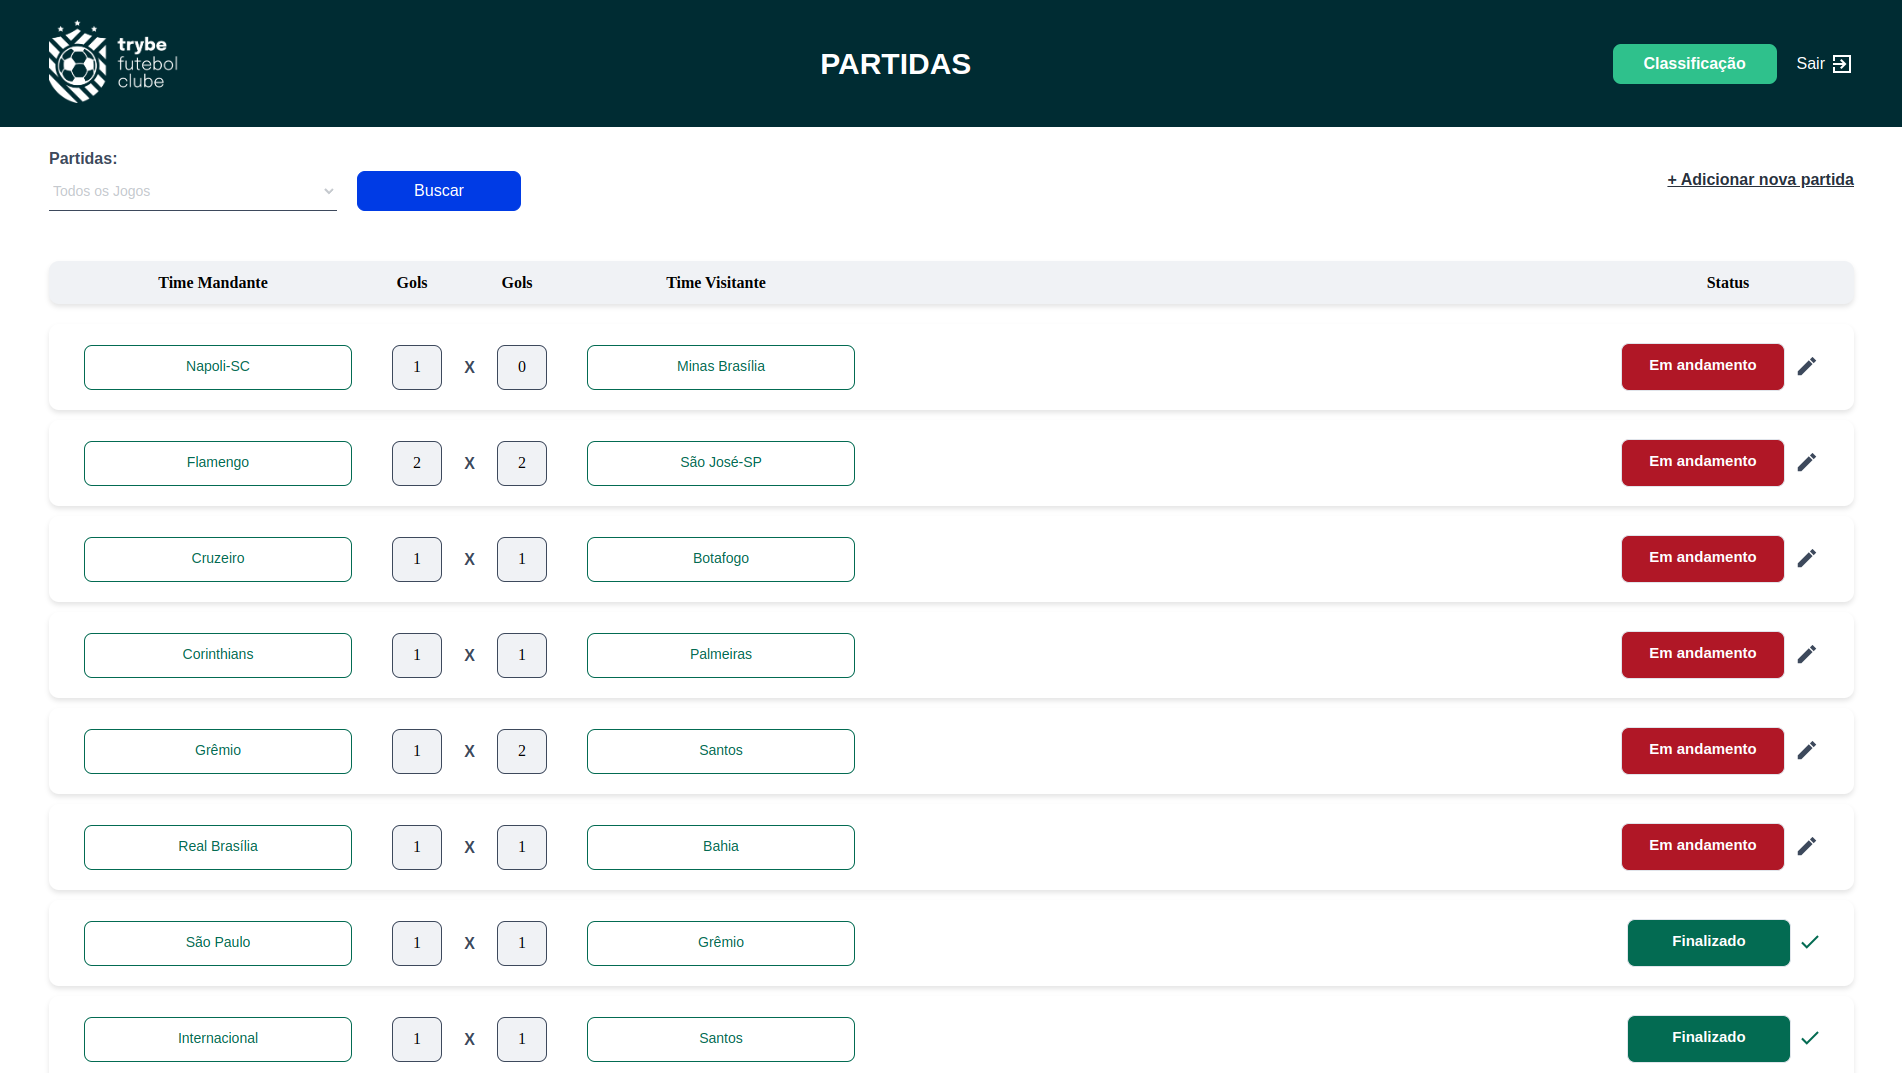 trybe
futebol
clube
PARTIDAS
Classificação
Sair
Partidas:
Todos os Jogos
Buscar
+ Adicionar nova partida
Time Mandante Gols Gols Time Visitante Status
Napoli-SC 1 X 0 Minas Brasília Em andamento
Flamengo 2 X 2 São José-SP Em andamento
Cruzeiro 1 X 1 Botafogo Em andamento
Corinthians 1 X 1 Palmeiras Em andamento
Grêmio 1 X 2 Santos Em andamento
Real Brasília 1 X 1 Bahia Em andamento
São Paulo 1 X 1 Grêmio Finalizado
Internacional 1 X 1 Santos Finalizado